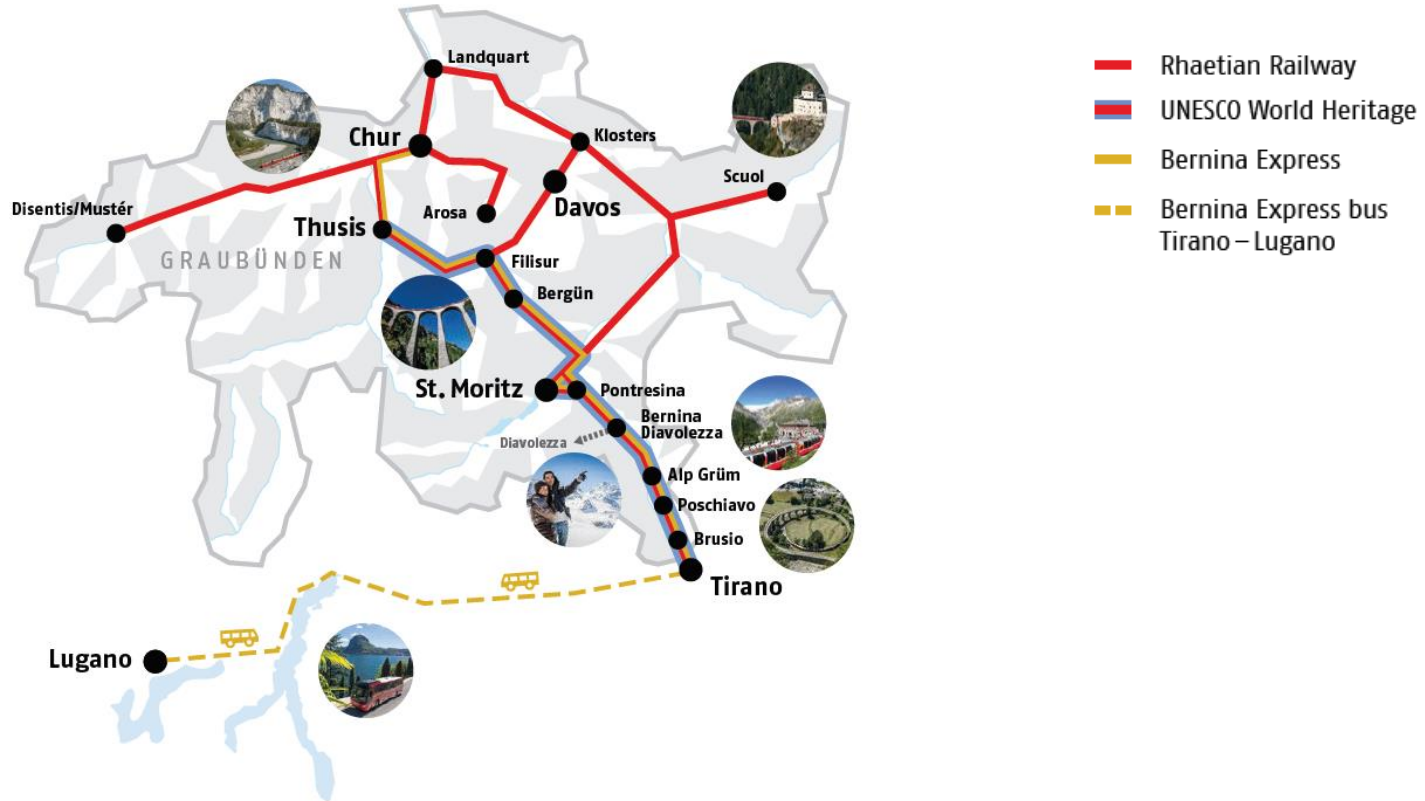 Landquart
Rhaetian Railway
UNESCO World Heritage
Chur
Klosters
Bernina Express
Scuol
Disentis/Mustér
Arosa
Davos
Bernina Express bus
Tirano – Lugano
Thusis
GRAUBÜNDEN
Filisur
Bergün
St. Moritz
Pontresina
Bernina
Diavolezza
Diavolezza
Alp Grüm
Poschiavo
Brusio
Tirano
Lugano